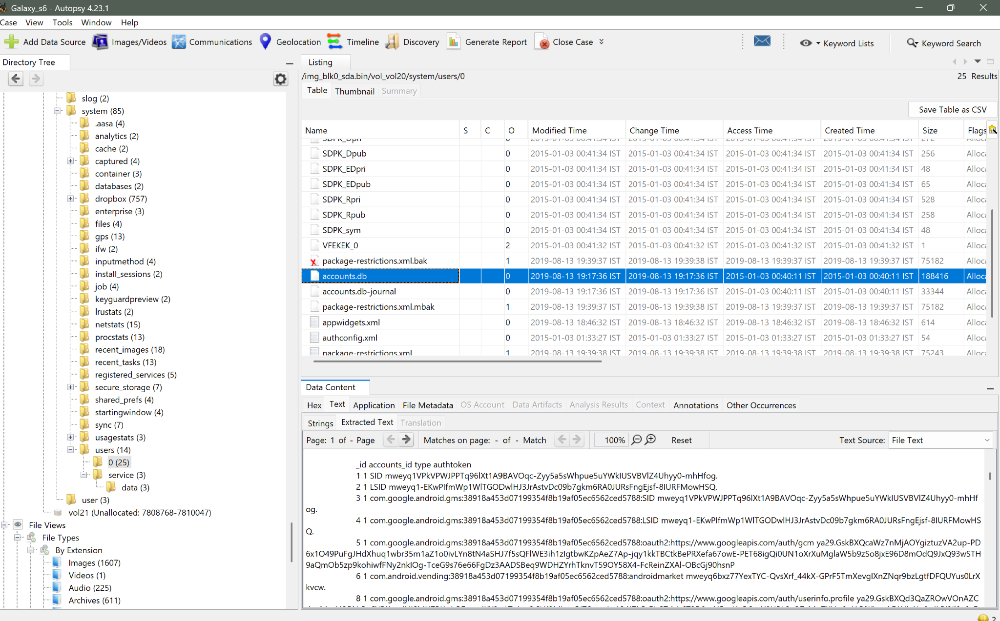 Galaxy_s6 - Autopsy 4.23.1
Case View Tools Window Help
Add Data Source Images/Videos Communications Geolocation Timeline Discovery Generate Report Close Case Keyword Lists Keyword Search
Directory Tree
slog (2)
system (85)
.aasa (4)
analytics (2)
cache (2)
captured (4)
container (3)
databases (2)
dropbox (757)
enterprise (3)
files (4)
gps (13)
ifw (2)
inputmethod (4)
install_sessions (2)
job (4)
keyguardpreview (2)
lrustats (2)
netstats (15)
procstats (13)
recent_images (18)
recent_tasks (13)
registered_services (5)
secure_storage (7)
shared_prefs (4)
startingwindow (4)
sync (7)
usagestats (3)
users (14)
0 (25)
service (3)
data (3)
user (3)
vol21 (Unallocated: 7808768-7810047)
File Views
File Types
By Extension
Images (1607)
Videos (1)
Audio (225)
Archives (611)
Listing
/img_blk0_sda.bin/vol_vol20/system/users/0
25 Results
Table Thumbnail Summary
Save Table as CSV
Name S C O Modified Time Change Time Access Time Created Time Size Flags
SDPK_Dpub 0 2015-01-03 00:41:34 IST 2015-01-03 00:41:34 IST 2015-01-03 00:41:34 IST 2015-01-03 00:41:34 IST 256 Alloc
SDPK_EDpri 0 2015-01-03 00:41:34 IST 2015-01-03 00:41:34 IST 2015-01-03 00:41:34 IST 2015-01-03 00:41:34 IST 48 Alloc
SDPK_EDpub 0 2015-01-03 00:41:34 IST 2015-01-03 00:41:34 IST 2015-01-03 00:41:34 IST 2015-01-03 00:41:34 IST 65 Alloc
SDPK_Rpri 0 2015-01-03 00:41:34 IST 2015-01-03 00:41:34 IST 2015-01-03 00:41:34 IST 2015-01-03 00:41:34 IST 528 Alloc
SDPK_Rpub 0 2015-01-03 00:41:34 IST 2015-01-03 00:41:34 IST 2015-01-03 00:41:34 IST 2015-01-03 00:41:34 IST 258 Alloc
SDPK_sym 0 2015-01-03 00:41:34 IST 2015-01-03 00:41:34 IST 2015-01-03 00:41:34 IST 2015-01-03 00:41:34 IST 48 Alloc
VFEKEK_0 2 2015-01-03 00:41:32 IST 2015-01-03 00:41:32 IST 2015-01-03 00:41:32 IST 2015-01-03 00:41:32 IST 1 Alloc
package-restrictions.xml.bak 1 2019-08-13 19:39:37 IST 2019-08-13 19:39:38 IST 2019-08-13 19:39:37 IST 2019-08-13 19:39:37 IST 75182 Alloc
accounts.db 0 2019-08-13 19:17:36 IST 2019-08-13 19:17:36 IST 2015-01-03 00:40:11 IST 2015-01-03 00:40:11 IST 188416 Alloc
accounts.db-journal 0 2019-08-13 19:17:36 IST 2019-08-13 19:17:36 IST 2015-01-03 00:40:11 IST 2015-01-03 00:40:11 IST 33344 Alloc
package-restrictions.xml.mbak 1 2019-08-13 19:39:37 IST 2019-08-13 19:39:38 IST 2019-08-13 19:39:37 IST 2019-08-13 19:39:37 IST 75182 Alloc
appwidgets.xml 0 2019-08-13 18:46:32 IST 2019-08-13 18:46:32 IST 2019-08-13 18:46:32 IST 2019-08-13 18:46:32 IST 614 Alloc
authconfig.xml 0 2015-01-03 01:33:27 IST 2015-01-03 01:33:27 IST 2015-01-03 01:33:27 IST 2015-01-03 01:33:27 IST 54 Alloc
package-restrictions.xml 1 2019-08-13 19:39:38 IST 2019-08-13 19:39:38 IST 2019-08-13 19:39:38 IST 2019-08-13 19:39:38 IST 75243 Alloc
Data Content
Hex Text Application File Metadata OS Account Data Artifacts Analysis Results Context Annotations Other Occurrences
Strings Extracted Text Translation
Page: 1 of - Page Matches on page: - of - Match 100% Reset Text Source: File Text
_id accounts_id type authtoken
1 1 SID mweyq1VPkVPWJPPTq96lXt1A9BAVOqc-Zyy5a5sWhpue5uYWkIUSVBVlZ4Uhyy0-mhHfog.
2 1 LSID mweyq1-EKwPIfmWp1WlTGODwlHJ3JrAstvDc09b7gkm6RA0JURsFngEjsf-8IURFMowHSQ.
3 1 com.google.android.gms:38918a453d07199354f8b19af05ec6562ced5788:SID mweyq1VPkVPWJPPTq96lXt1A9BAVOqc-Zyy5a5sWhpue5uYWkIUSVBVlZ4Uhyy0-mhHf
og.
4 1 com.google.android.gms:38918a453d07199354f8b19af05ec6562ced5788:LSID mweyq1-EKwPIfmWp1WlTGODwlHJ3JrAstvDc09b7gkm6RA0JURsFngEjsf-8IURFMowHS
Q.
5 1 com.google.android.gms:38918a453d07199354f8b19af05ec6562ced5788:oauth2:https://www.googleapis.com/auth/gcm ya29.GskBXQcaWz7nMjAOYgiztuzVA2up-PD
6x1O49PuFgJHdXhuq1wbr35m1aZ1o0ivLYn8tN4aSHJ7f5sQFlWE3ih1zIgtbwKZpAeZ7Ap-jqy1kkTBCtkBePRXefa67owE-PET68igQi0UN1oXrXuMglaW5b9zSo8jxE96D8mOdQ9JxQ93wSTH
9aQmOb5zp9kohiwfFNy2nkIOg-TceG9s76e66FgDz3AADSBeq9WDHZYrhTknvT59OY58X4-FcReinZXAl-OBcGj90hsnP
6 1 com.android.vending:38918a453d07199354f8b19af05ec6562ced5788:androidmarket mweyq6bxz77YexTYC-QvsXrf_44kX-GPrF5TmXevgIXnZNqr9bzLgtfDFQUYus0LrX
kvcw.
8 1 com.google.android.gms:38918a453d07199354f8b19af05ec6562ced5788:oauth2:https://www.googleapis.com/auth/userinfo.profile ya29.GskBXQd3QaZROwVOnAZC
2